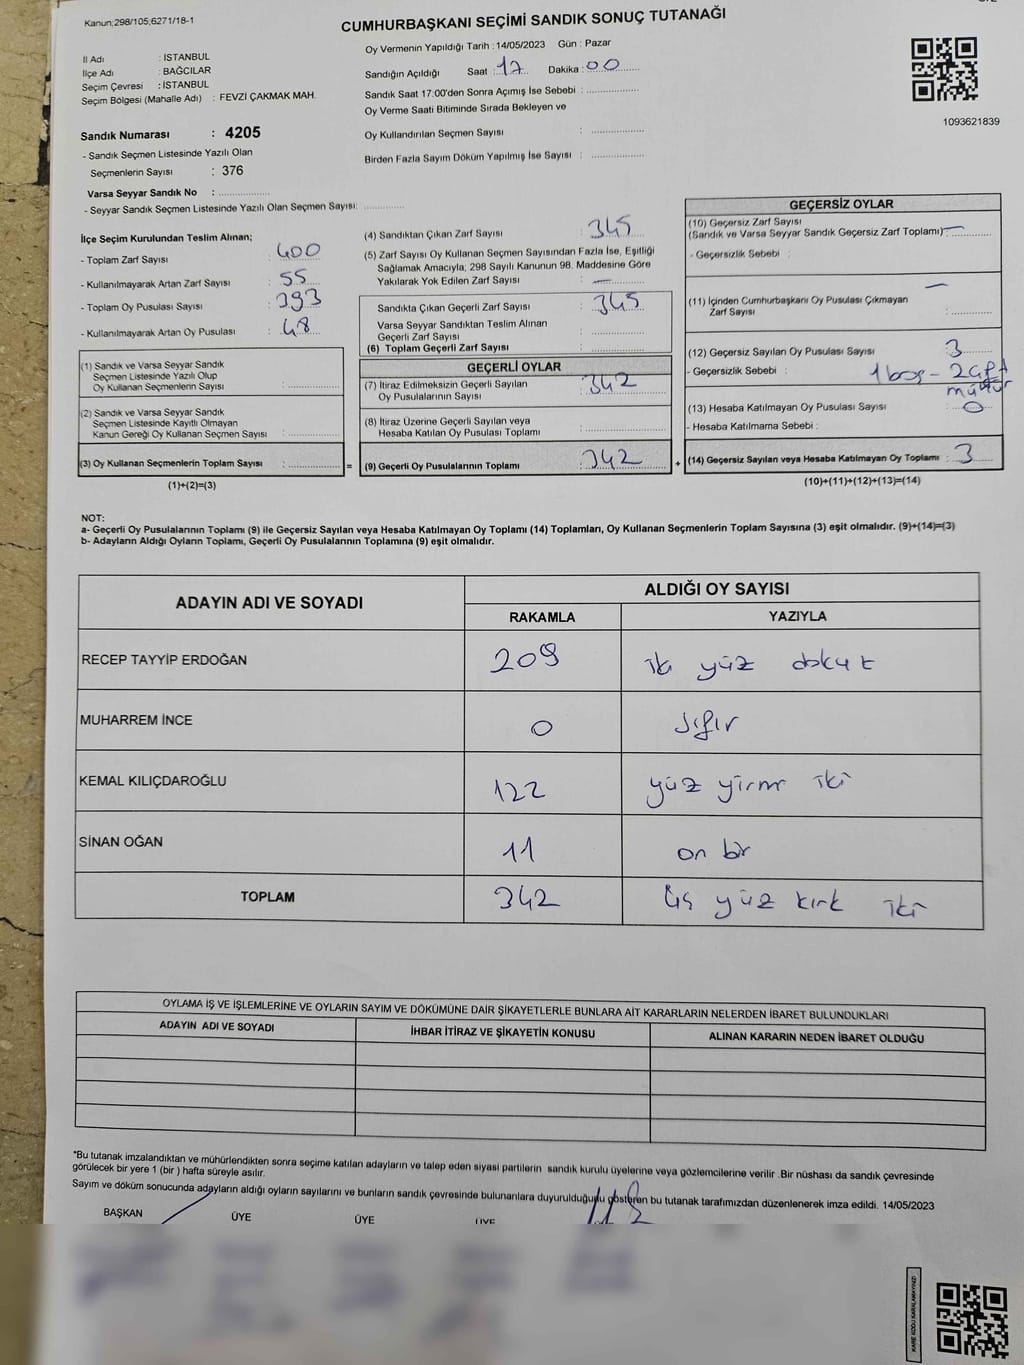 Kanun;298/105;6271/18-1
CUMHURBAŞKANI SEÇİMİ SANDIK SONUÇ TUTANAĞI
İl Adı : İSTANBUL
İlçe Adı : BAĞCILAR
Seçim Çevresi : İSTANBUL
Seçim Bölgesi (Mahalle Adı) : FEVZİ ÇAKMAK MAH.
Sandık Numarası : 4205
- Sandık Seçmen Listesinde Yazılı Olan
Seçmenlerin Sayısı : 376
Varsa Seyyar Sandık No :
- Seyyar Sandık Seçmen Listesinde Yazılı Olan Seçmen Sayısı:
Oy Vermenin Yapıldığı Tarih : 14/05/2023 Gün : Pazar
Sandığın Açıldığı Saat : 17 Dakika : 00
Sandık Saat 17:00'den Sonra Açımış İse Sebebi :
Oy Verme Saati Bitiminde Sırada Bekleyen ve
Oy Kullandırılan Seçmen Sayısı :
Birden Fazla Sayım Döküm Yapılmış İse Sayısı :
1093621839
İlçe Seçim Kurulundan Teslim Alınan;
- Toplam Zarf Sayısı : 400
- Kullanılmayarak Artan Zarf Sayısı : 55
- Toplam Oy Pusulası Sayısı : 393
- Kullanılmayarak Artan Oy Pusulası : 48
(1) Sandık ve Varsa Seyyar Sandık
Seçmen Listesinde Yazılı Olup
Oy Kullanan Seçmenlerin Sayısı :
(2) Sandık ve Varsa Seyyar Sandık
Seçmen Listesinde Kayıtlı Olmayan
Kanun Gereği Oy Kullanan Seçmen Sayısı :
(3) Oy Kullanan Seçmenlerin Toplam Sayısı :
(1)+(2)=(3)
(4) Sandıktan Çıkan Zarf Sayısı : 345
(5) Zarf Sayısı Oy Kullanan Seçmen Sayısından Fazla İse, Eşitliği
Sağlamak Amacıyla; 298 Sayılı Kanunun 98. Maddesine Göre
Yakılarak Yok Edilen Zarf Sayısı : —
Sandıkta Çıkan Geçerli Zarf Sayısı : 345
Varsa Seyyar Sandıktan Teslim Alınan
Geçerli Zarf Sayısı :
(6) Toplam Geçerli Zarf Sayısı :
GEÇERLİ OYLAR
(7) İtiraz Edilmeksizin Geçerli Sayılan
Oy Pusulalarının Sayısı : 342
(8) İtiraz Üzerine Geçerli Sayılan veya
Hesaba Katılan Oy Pusulası Toplamı :
= (9) Geçerli Oy Pusulalarının Toplamı : 342
GEÇERSİZ OYLAR
(10) Geçersiz Zarf Sayısı
(Sandık ve Varsa Seyyar Sandık Geçersiz Zarf Toplamı): —
- Geçersizlik Sebebi :
(11) İçinden Cumhurbaşkanı Oy Pusulası Çıkmayan —
Zarf Sayısı :
(12) Geçersiz Sayılan Oy Pusulası Sayısı : 3
- Geçersizlik Sebebi : 1 boş - 2 çift
(13) Hesaba Katılmayan Oy Pusulası Sayısı : 0
- Hesaba Katılmama Sebebi :
+ (14) Geçersiz Sayılan veya Hesaba Katılmayan Oy Toplamı : 3
(10)+(11)+(12)+(13)=(14)
NOT:
a- Geçerli Oy Pusulalarının Toplamı (9) ile Geçersiz Sayılan veya Hesaba Katılmayan Oy Toplamı (14) Toplamları, Oy Kullanan Seçmenlerin Toplam Sayısına (3) eşit olmalıdır. (9)+(14)=(3)
b- Adayların Aldığı Oyların Toplamı, Geçerli Oy Pusulalarının Toplamına (9) eşit olmalıdır.
ADAYIN ADI VE SOYADI ALDIĞI OY SAYISI
RAKAMLA YAZIYLA
RECEP TAYYİP ERDOĞAN 209 iki yüz dokuz
MUHARREM İNCE 0 sıfır
KEMAL KILIÇDAROĞLU 122 yüz yirmi iki
SİNAN OĞAN 11 on bir
TOPLAM 342 üç yüz kırk iki
OYLAMA İŞ VE İŞLEMLERİNE VE OYLARIN SAYIM VE DÖKÜMÜNE DAİR ŞİKAYETLERLE BUNLARA AİT KARARLARIN NELERDEN İBARET BULUNDUKLARI
ADAYIN ADI VE SOYADI İHBAR İTİRAZ VE ŞİKAYETİN KONUSU ALINAN KARARIN NEDEN İBARET OLDUĞU
*Bu tutanak imzalandıktan ve mühürlendikten sonra seçime katılan adayların ve talep eden siyasi partilerin sandık kurulu üyelerine veya gözlemcilerine verilir .Bir nüshası da sandık çevresinde
görülecek bir yere 1 (bir ) hafta süreyle asılır.
Sayım ve döküm sonucunda adayların aldığı oyların sayılarını ve bunların sandık çevresinde bulunanlara duyurulduğunu gösteren bu tutanak tarafımızdan düzenlenerek imza edildi. 14/05/2023
BAŞKAN ÜYE ÜYE ÜYE
KARE KODU KARALAMAYINIZ!